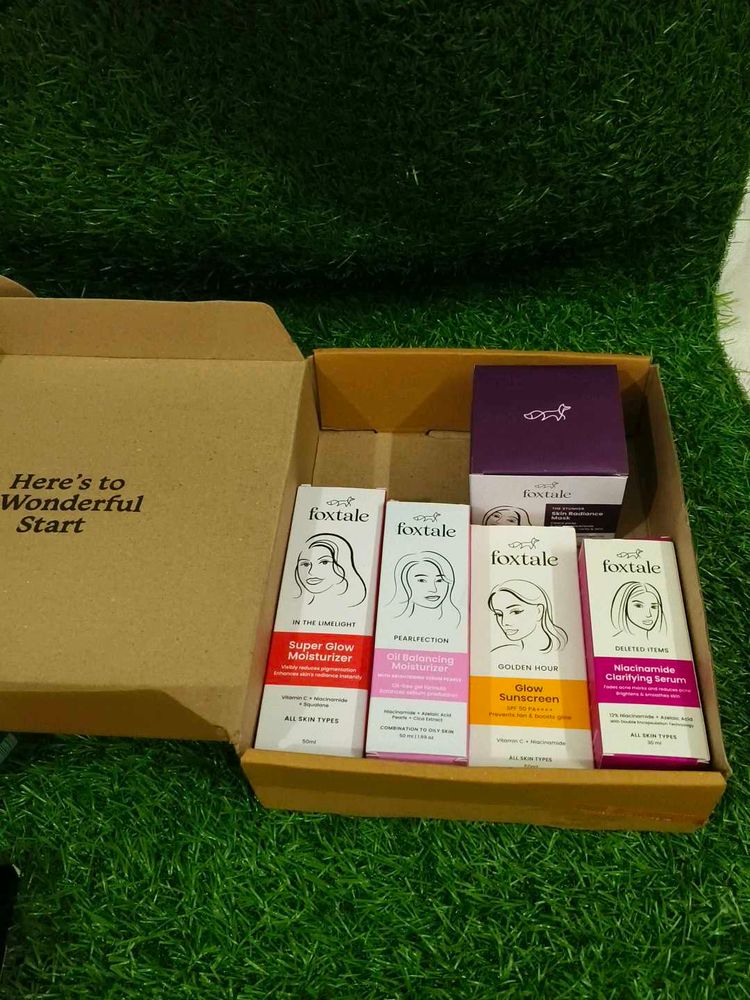 Here's to
Wonderful
Start
foxtale
THE STUNNER
Skin Radiance
Mask
foxtale
IN THE LIMELIGHT
Super Glow
Moisturizer
Visibly reduces pigmentation
Enhances skin's radiance instantly
Vitamin C + Niacinamide
+ Squalane
ALL SKIN TYPES
50ml
foxtale
PEARLFECTION
Oil Balancing
Moisturizer
WITH BRIGHTENING SERUM PEARLS
Oil-free gel formula
Balances sebum production
Niacinamide + Azelaic Acid
Pearls + Cica Extract
COMBINATION TO OILY SKIN
50 ml | 1.69 oz
foxtale
GOLDEN HOUR
Glow
Sunscreen
SPF 50 PA++++
Prevents tan & boosts glow
Vitamin C + Niacinamide
ALL SKIN TYPES
50ml
foxtale
DELETED ITEMS
Niacinamide
Clarifying Serum
Fades acne marks and reduces acne
Brightens & smoothes skin
12% Niacinamide + Azelaic Acid
with Double Encapsulation Technology
ALL SKIN TYPES
30 ml